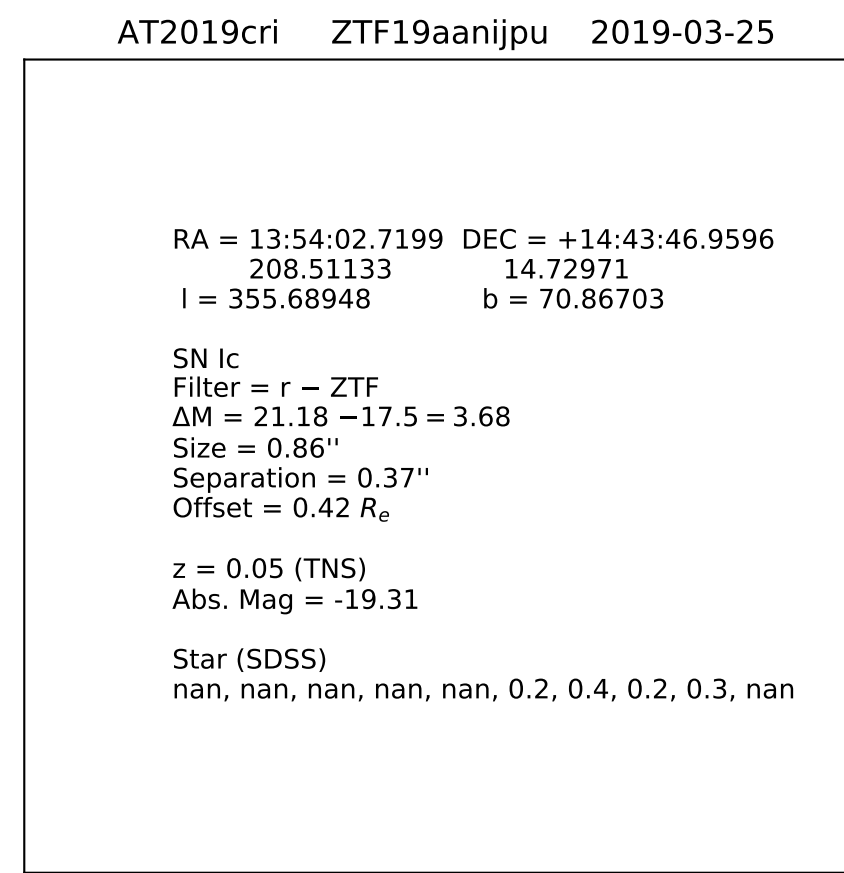 AT2019cri ZTF19aanijpu 2019-03-25
RA = 13:54:02.7199 DEC = +14:43:46.9596
208.51133 14.72971
l = 355.68948 b = 70.86703
SN Ic
Filter = r − ZTF
ΔM = 21.18 −17.5 = 3.68
Size = 0.86''
Separation = 0.37''
Offset = 0.42 Re
z = 0.05 (TNS)
Abs. Mag = -19.31
Star (SDSS)
nan, nan, nan, nan, nan, 0.2, 0.4, 0.2, 0.3, nan